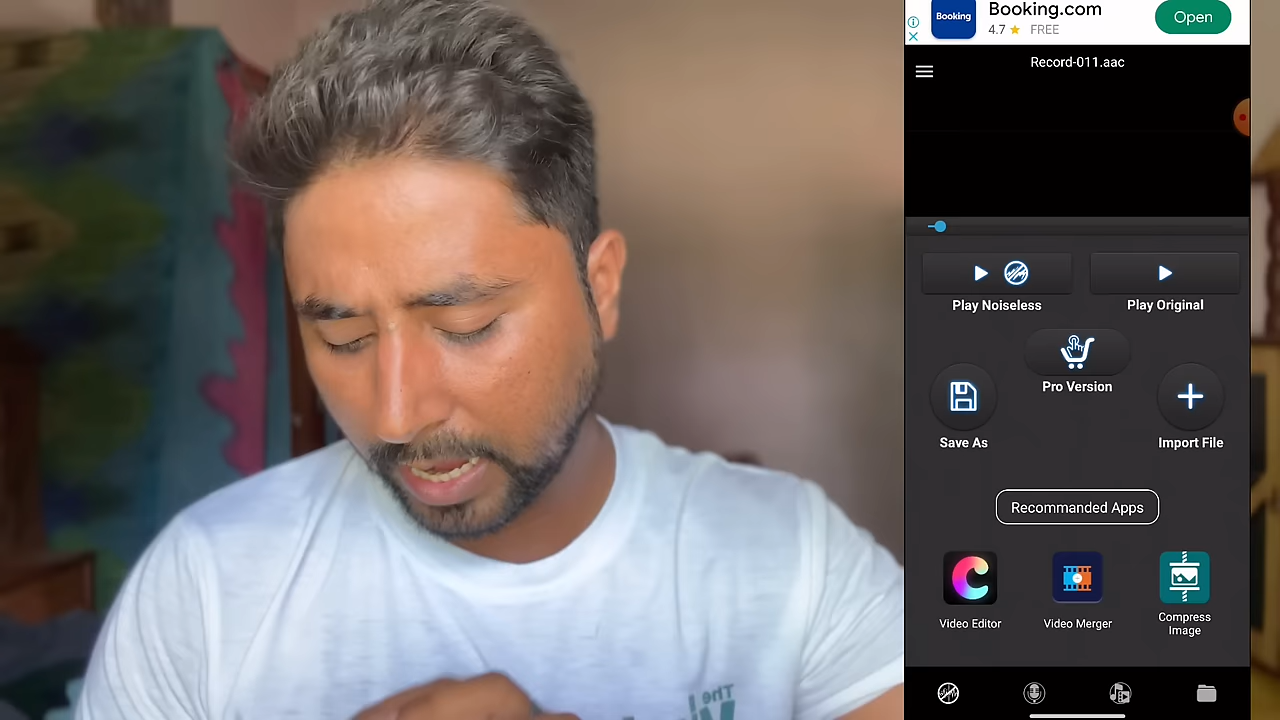 Booking.com
Booking
4.7 ★ FREE
Open
Record-011.aac
Play Noiseless
Play Original
Pro Version
Save As
Import File
Recommanded Apps
Video Editor
Video Merger
Compress
Image
The